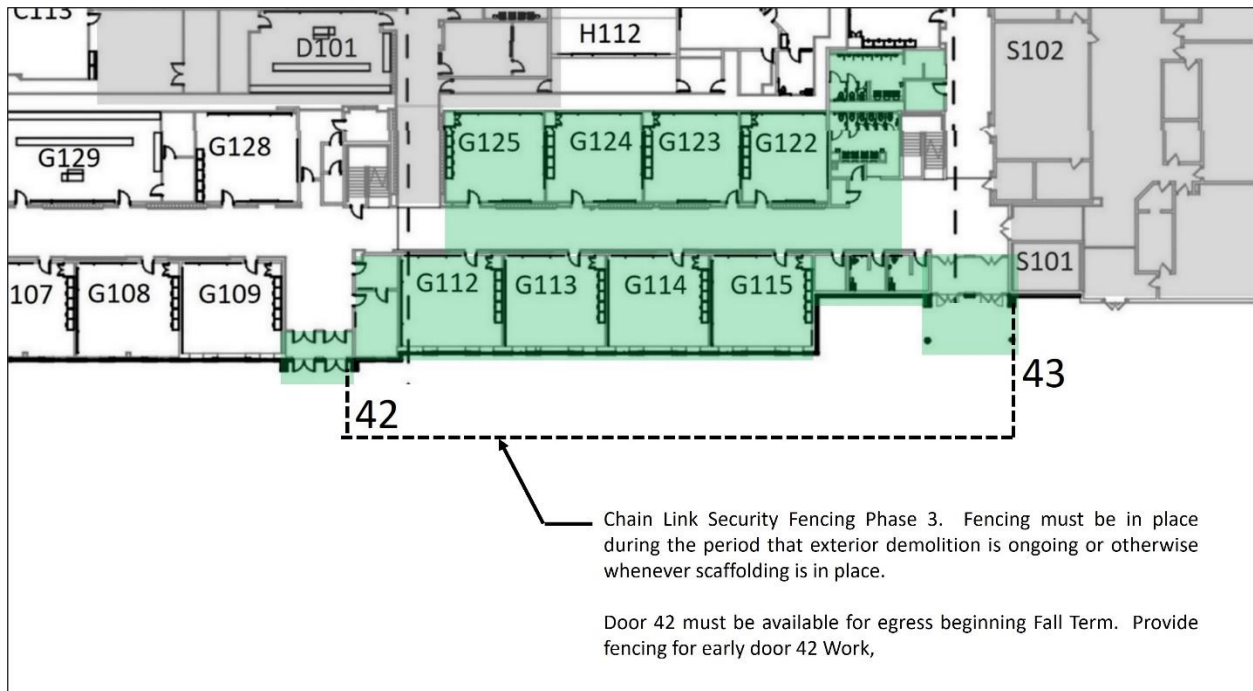 C113
D101
H112
S102
G129
G128
G125
G124
G123
G122
107
G108
G109
G112
G113
G114
G115
S101
42
43
Chain Link Security Fencing Phase 3. Fencing must be in place
during the period that exterior demolition is ongoing or otherwise
whenever scaffolding is in place.
Door 42 must be available for egress beginning Fall Term. Provide
fencing for early door 42 Work,